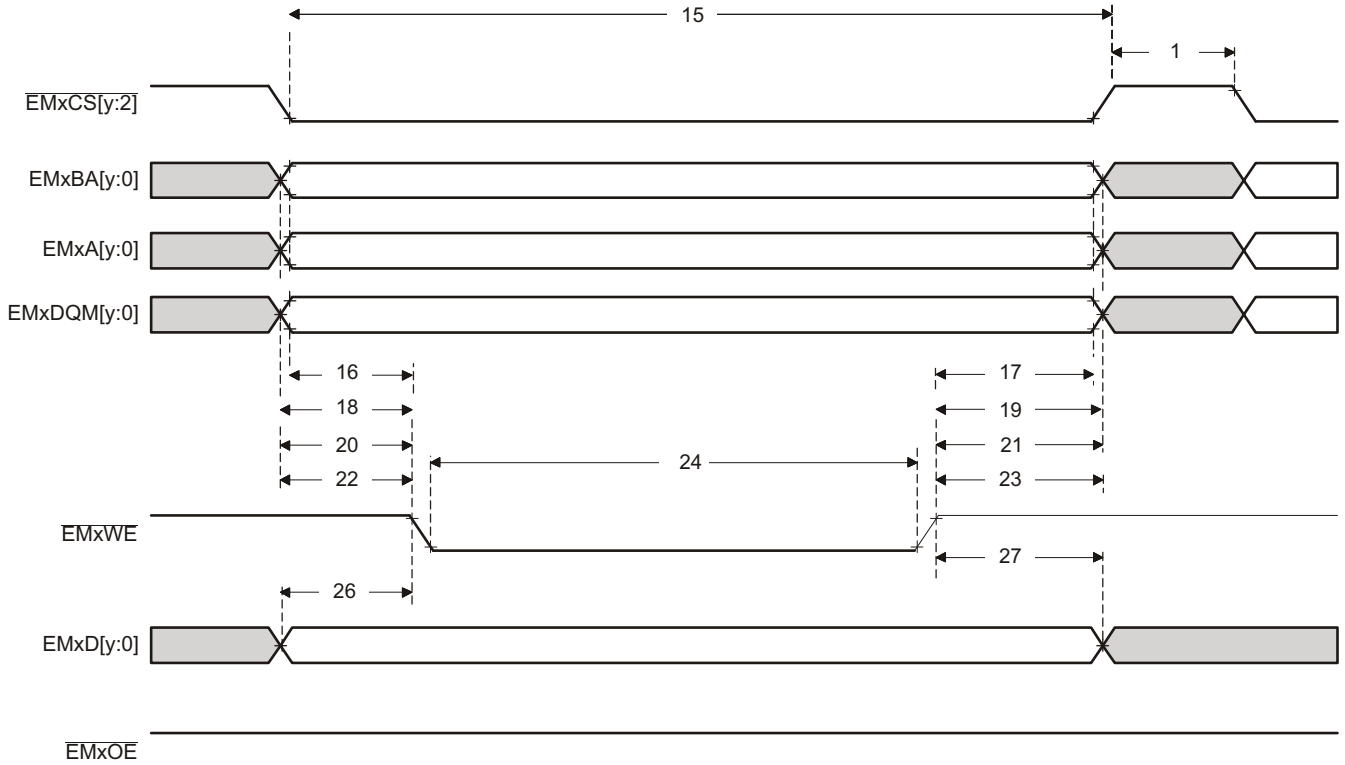 15
1
EMxCS[y:2]
EMxBA[y:0]
EMxA[y:0]
EMxDQM[y:0]
16
17
18
19
20
21
22
23
24
EMxWE
26
27
EMxD[y:0]
EMxOE